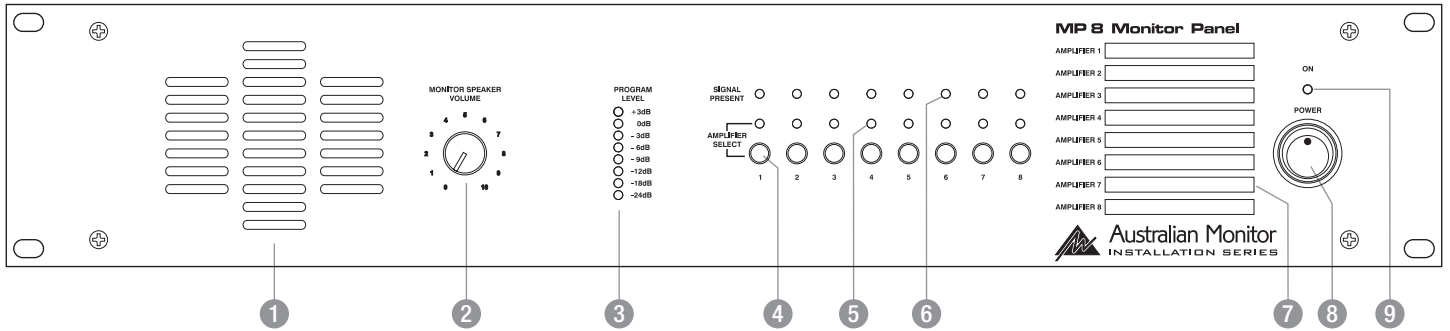 MP 8 Monitor Panel
AMPLIFIER 1
AMPLIFIER 2
AMPLIFIER 3
AMPLIFIER 4
AMPLIFIER 5
AMPLIFIER 6
AMPLIFIER 7
AMPLIFIER 8
MONITOR SPEAKER
VOLUME
0 1 2 3 4 5 6 7 8 9 10
PROGRAM
LEVEL
+3dB
0dB
- 3dB
- 6dB
- 9dB
-12dB
-18dB
-24dB
SIGNAL
PRESENT
AMPLIFIER
SELECT
1 2 3 4 5 6 7 8
ON
POWER
Australian Monitor
INSTALLATION SERIES
1 2 3 4 5 6 7 8 9